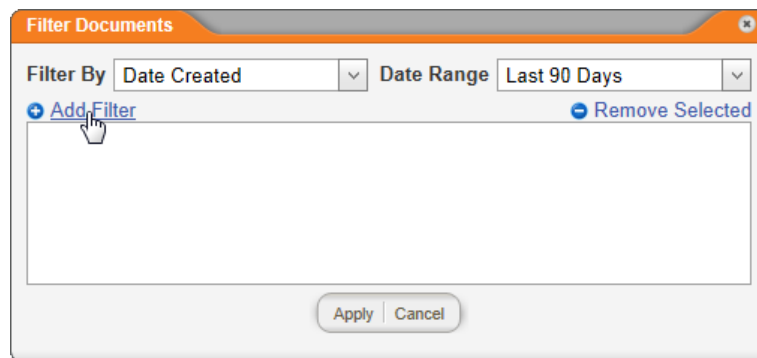 Filter Documents
Filter By Date Created Date Range Last 90 Days
Add Filter Remove Selected
Apply Cancel